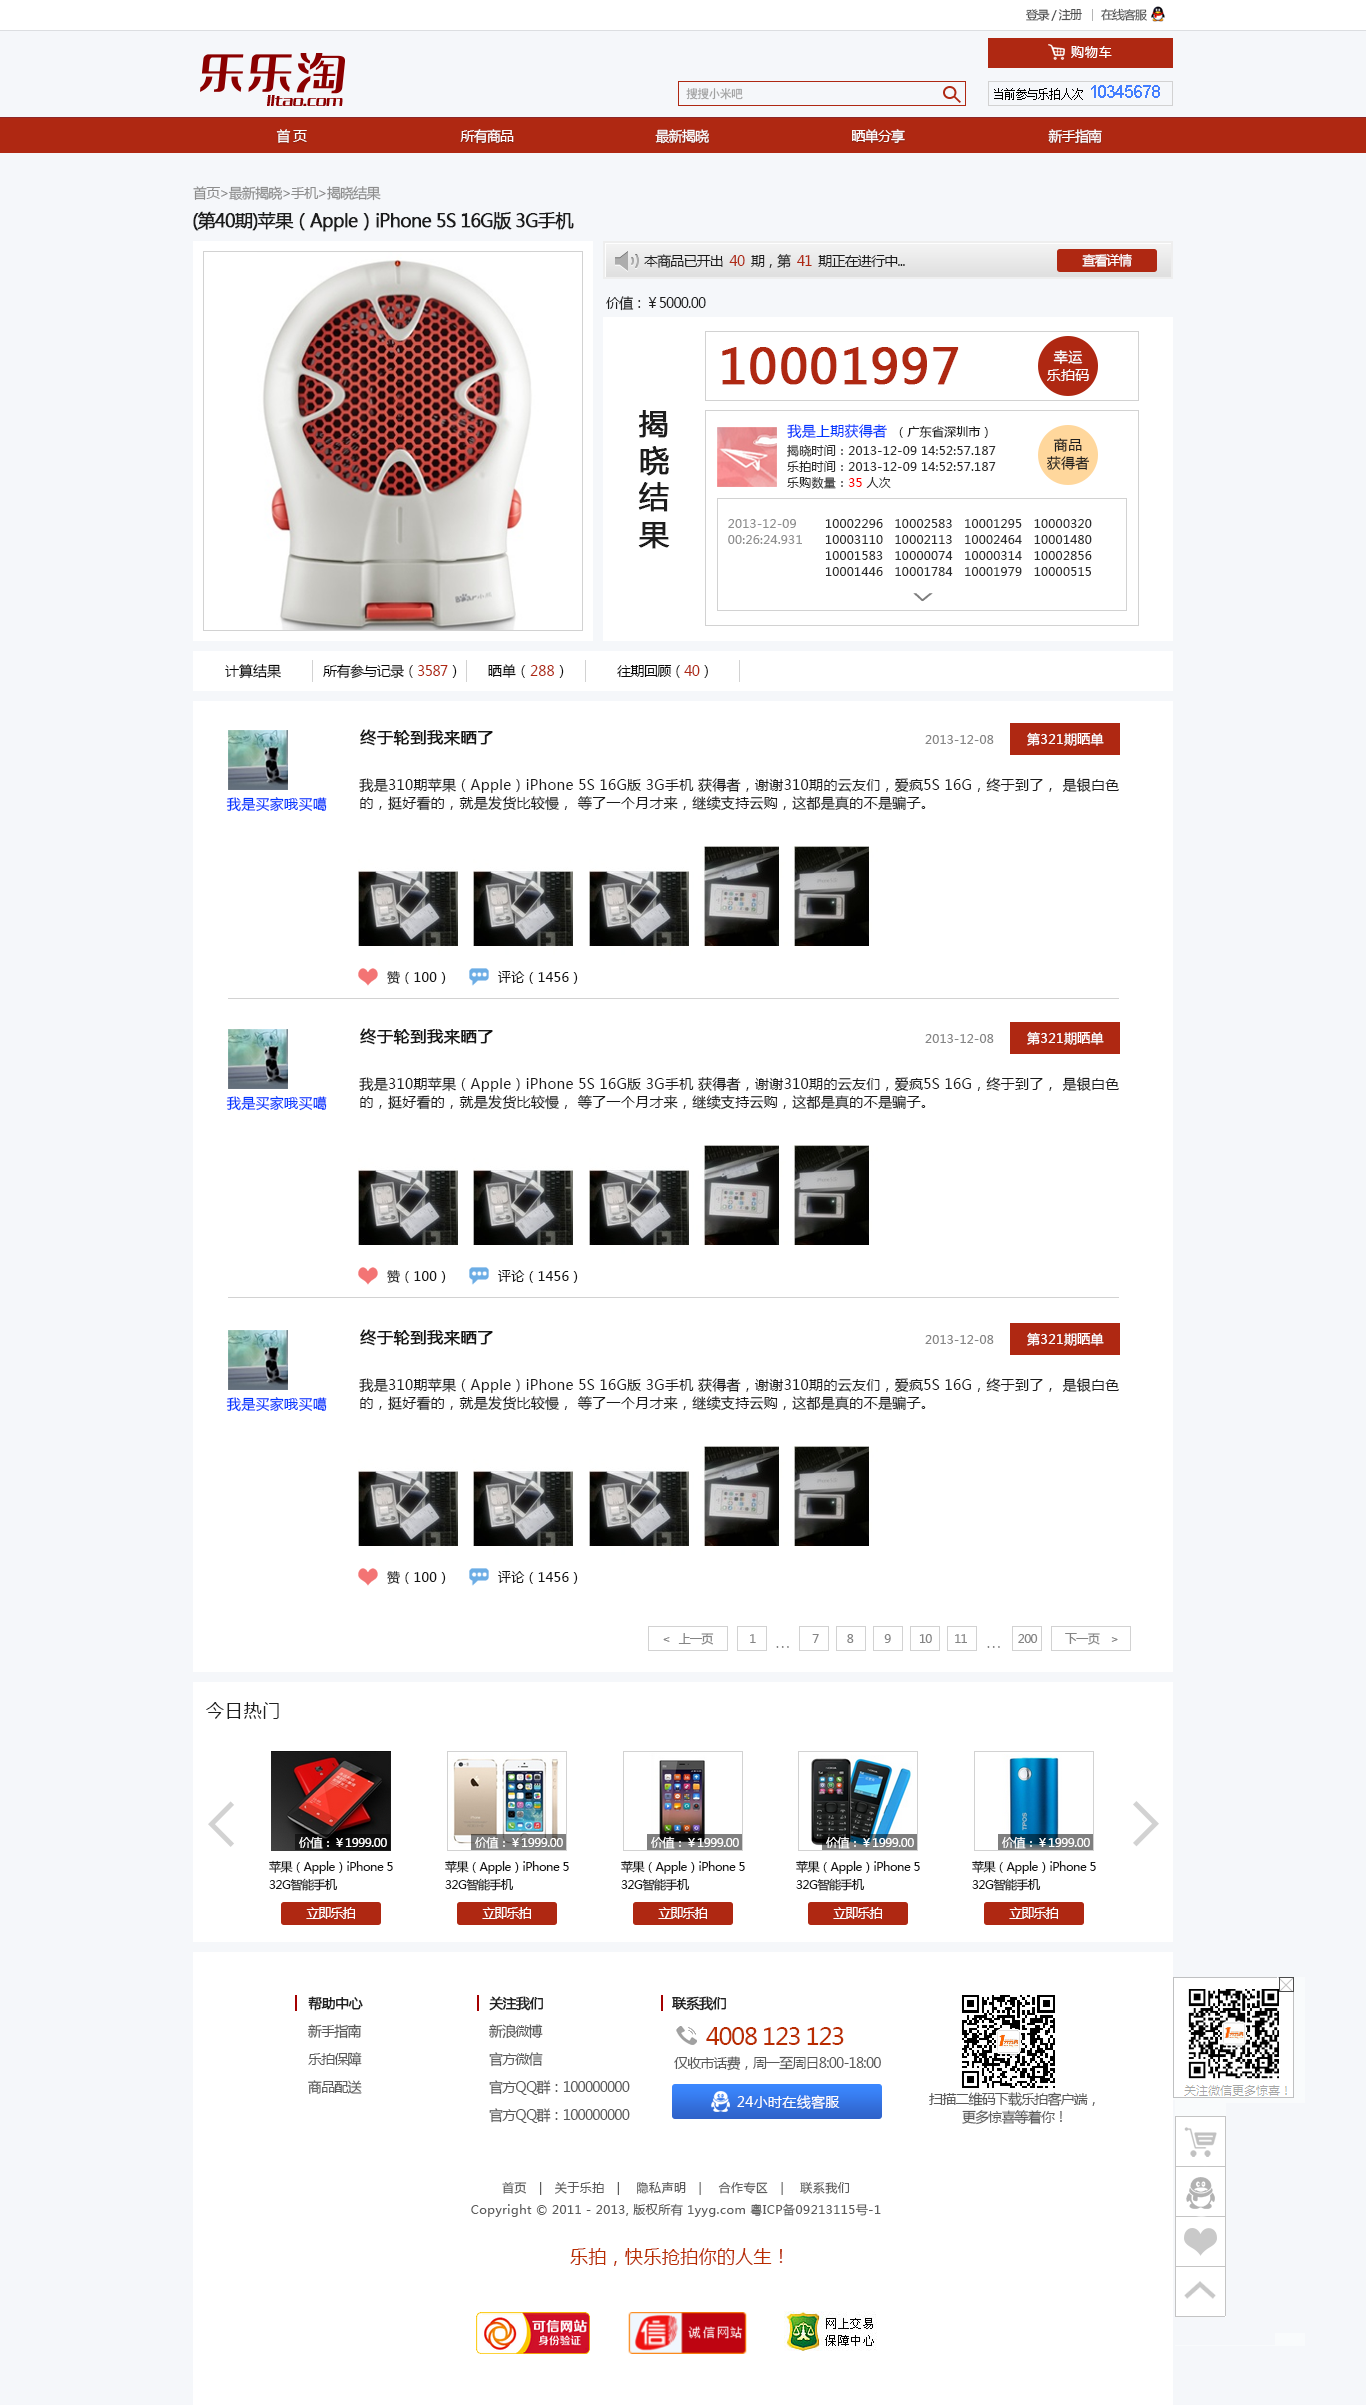 登录 / 注册 | 在线客服
乐乐淘
lltao.com
购物车
搜搜小米吧
当前参与乐拍人次 10345678
首 页 所有商品 最新揭晓 晒单分享 新手指南
首页>最新揭晓>手机>揭晓结果
(第40期)苹果（Apple）iPhone 5S 16G版 3G手机
本商品已开出 40 期，第 41 期正在进行中...
查看详情
价值：￥5000.00
揭晓结果
10001997
幸运
乐拍码
我是上期获得者 （广东省深圳市）
揭晓时间：2013-12-09 14:52:57.187
乐拍时间：2013-12-09 14:52:57.187
乐购数量：35 人次
商品
获得者
2013-12-09
00:26:24.931
10002296 10002583 10001295 10000320
10003110 10002113 10002464 10001480
10001583 10000074 10000314 10002856
10001446 10001784 10001979 10000515
计算结果 所有参与记录（3587） 晒单（288） 往期回顾（40）
终于轮到我来晒了
2013-12-08
第321期晒单
我是买家哦买噶
我是310期苹果（Apple）iPhone 5S 16G版 3G手机 获得者，谢谢310期的云友们，爱疯5S 16G，终于到了， 是银白色
的，挺好看的，就是发货比较慢， 等了一个月才来，继续支持云购，这都是真的不是骗子。
赞（100） 评论（1456）
终于轮到我来晒了
2013-12-08
第321期晒单
我是买家哦买噶
我是310期苹果（Apple）iPhone 5S 16G版 3G手机 获得者，谢谢310期的云友们，爱疯5S 16G，终于到了， 是银白色
的，挺好看的，就是发货比较慢， 等了一个月才来，继续支持云购，这都是真的不是骗子。
赞（100） 评论（1456）
终于轮到我来晒了
2013-12-08
第321期晒单
我是买家哦买噶
我是310期苹果（Apple）iPhone 5S 16G版 3G手机 获得者，谢谢310期的云友们，爱疯5S 16G，终于到了， 是银白色
的，挺好看的，就是发货比较慢， 等了一个月才来，继续支持云购，这都是真的不是骗子。
赞（100） 评论（1456）
< 上一页 1 ... 7 8 9 10 11 ... 200 下一页 >
今日热门
价值：￥1999.00 价值：￥1999.00 价值：￥1999.00 价值：￥1999.00 价值：￥1999.00
苹果（Apple）iPhone 5 苹果（Apple）iPhone 5 苹果（Apple）iPhone 5 苹果（Apple）iPhone 5 苹果（Apple）iPhone 5
32G智能手机 32G智能手机 32G智能手机 32G智能手机 32G智能手机
立即乐拍 立即乐拍 立即乐拍 立即乐拍 立即乐拍
帮助中心
新手指南
乐拍保障
商品配送
关注我们
新浪微博
官方微信
官方QQ群：100000000
官方QQ群：100000000
联系我们
4008 123 123
仅收市话费，周一至周日8:00-18:00
24小时在线客服
扫描二维码下载乐拍客户端，
更多惊喜等着你！
关注微信更多惊喜！
首页 | 关于乐拍 | 隐私声明 | 合作专区 | 联系我们
Copyright © 2011 - 2013, 版权所有 1yyg.com 粤ICP备09213115号-1
乐拍，快乐抢拍你的人生！
可信网站
身份验证
信 诚信网站
网上交易
保障中心